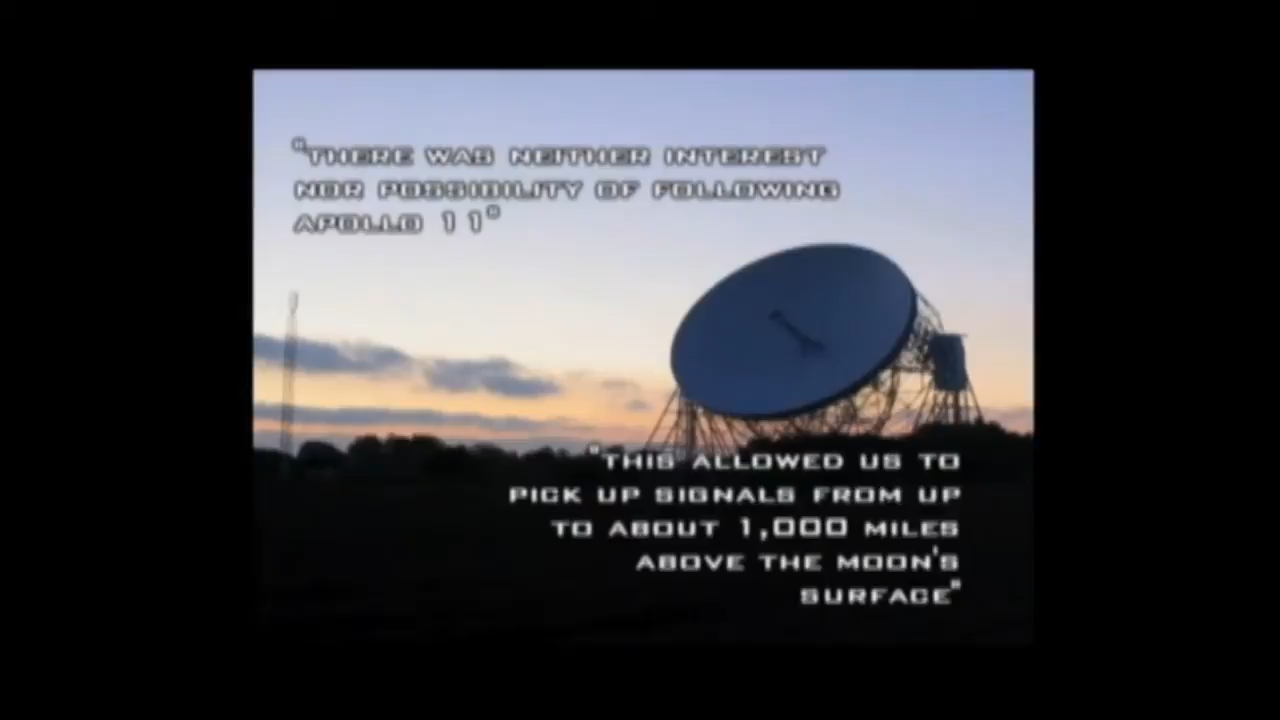 "THERE WAS NEITHER INTEREST
NOR POSSIBILITY OF FOLLOWING
APOLLO 11"
"THIS ALLOWED US TO
PICK UP SIGNALS FROM UP
TO ABOUT 1,000 MILES
ABOVE THE MOON'S
SURFACE"